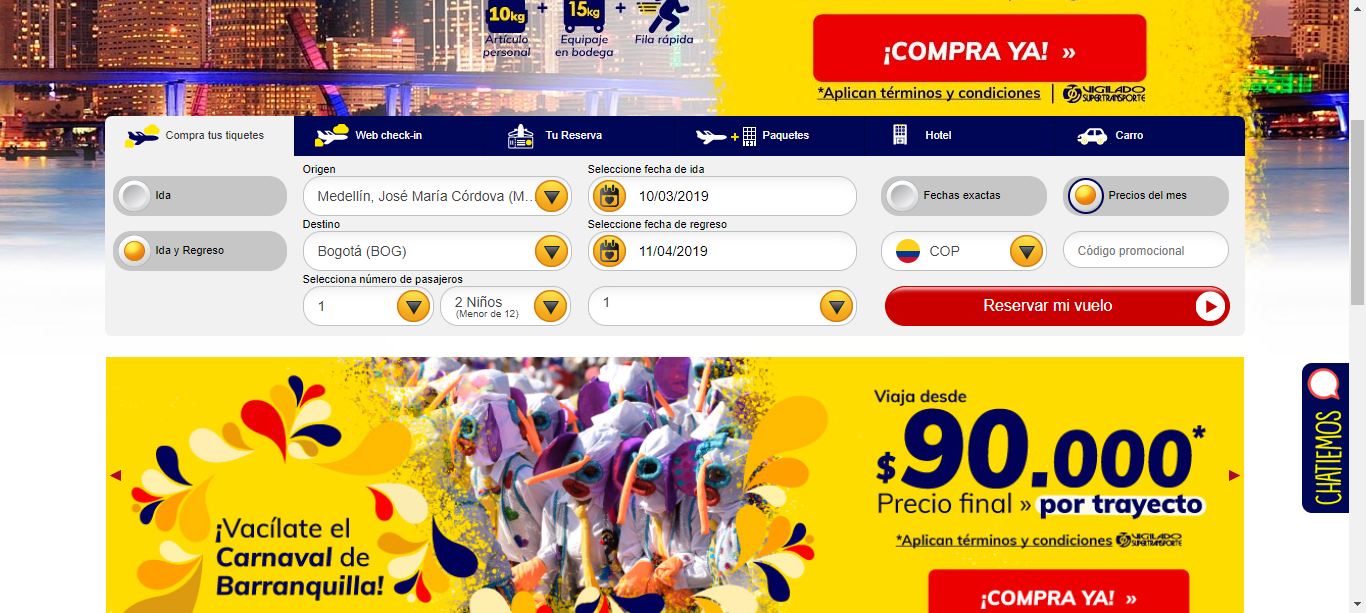 10kg + 15kg +
Artículo
personal
Equipaje
en bodega
Fila rápida
¡COMPRA YA! »
*Aplican términos y condiciones | VIGILADO
SUPERTRANSPORTE
Compra tus tiquetes
Web check-in
Tu Reserva
Paquetes
Hotel
Carro
Ida
Ida y Regreso
Origen
Medellín, José María Córdova (M...
Destino
Bogotá (BOG)
Selecciona número de pasajeros
1
2 Niños
(Menor de 12)
Seleccione fecha de ida
10/03/2019
Seleccione fecha de regreso
11/04/2019
1
Fechas exactas
Precios del mes
COP
Código promocional
Reservar mi vuelo
¡Vacílate el
Carnaval de
Barranquilla!
Viaja desde
$90.000*
Precio final » por trayecto
*Aplican términos y condiciones VIGILADO
SUPERTRANSPORTE
¡COMPRA YA! »
CHATIEMOS